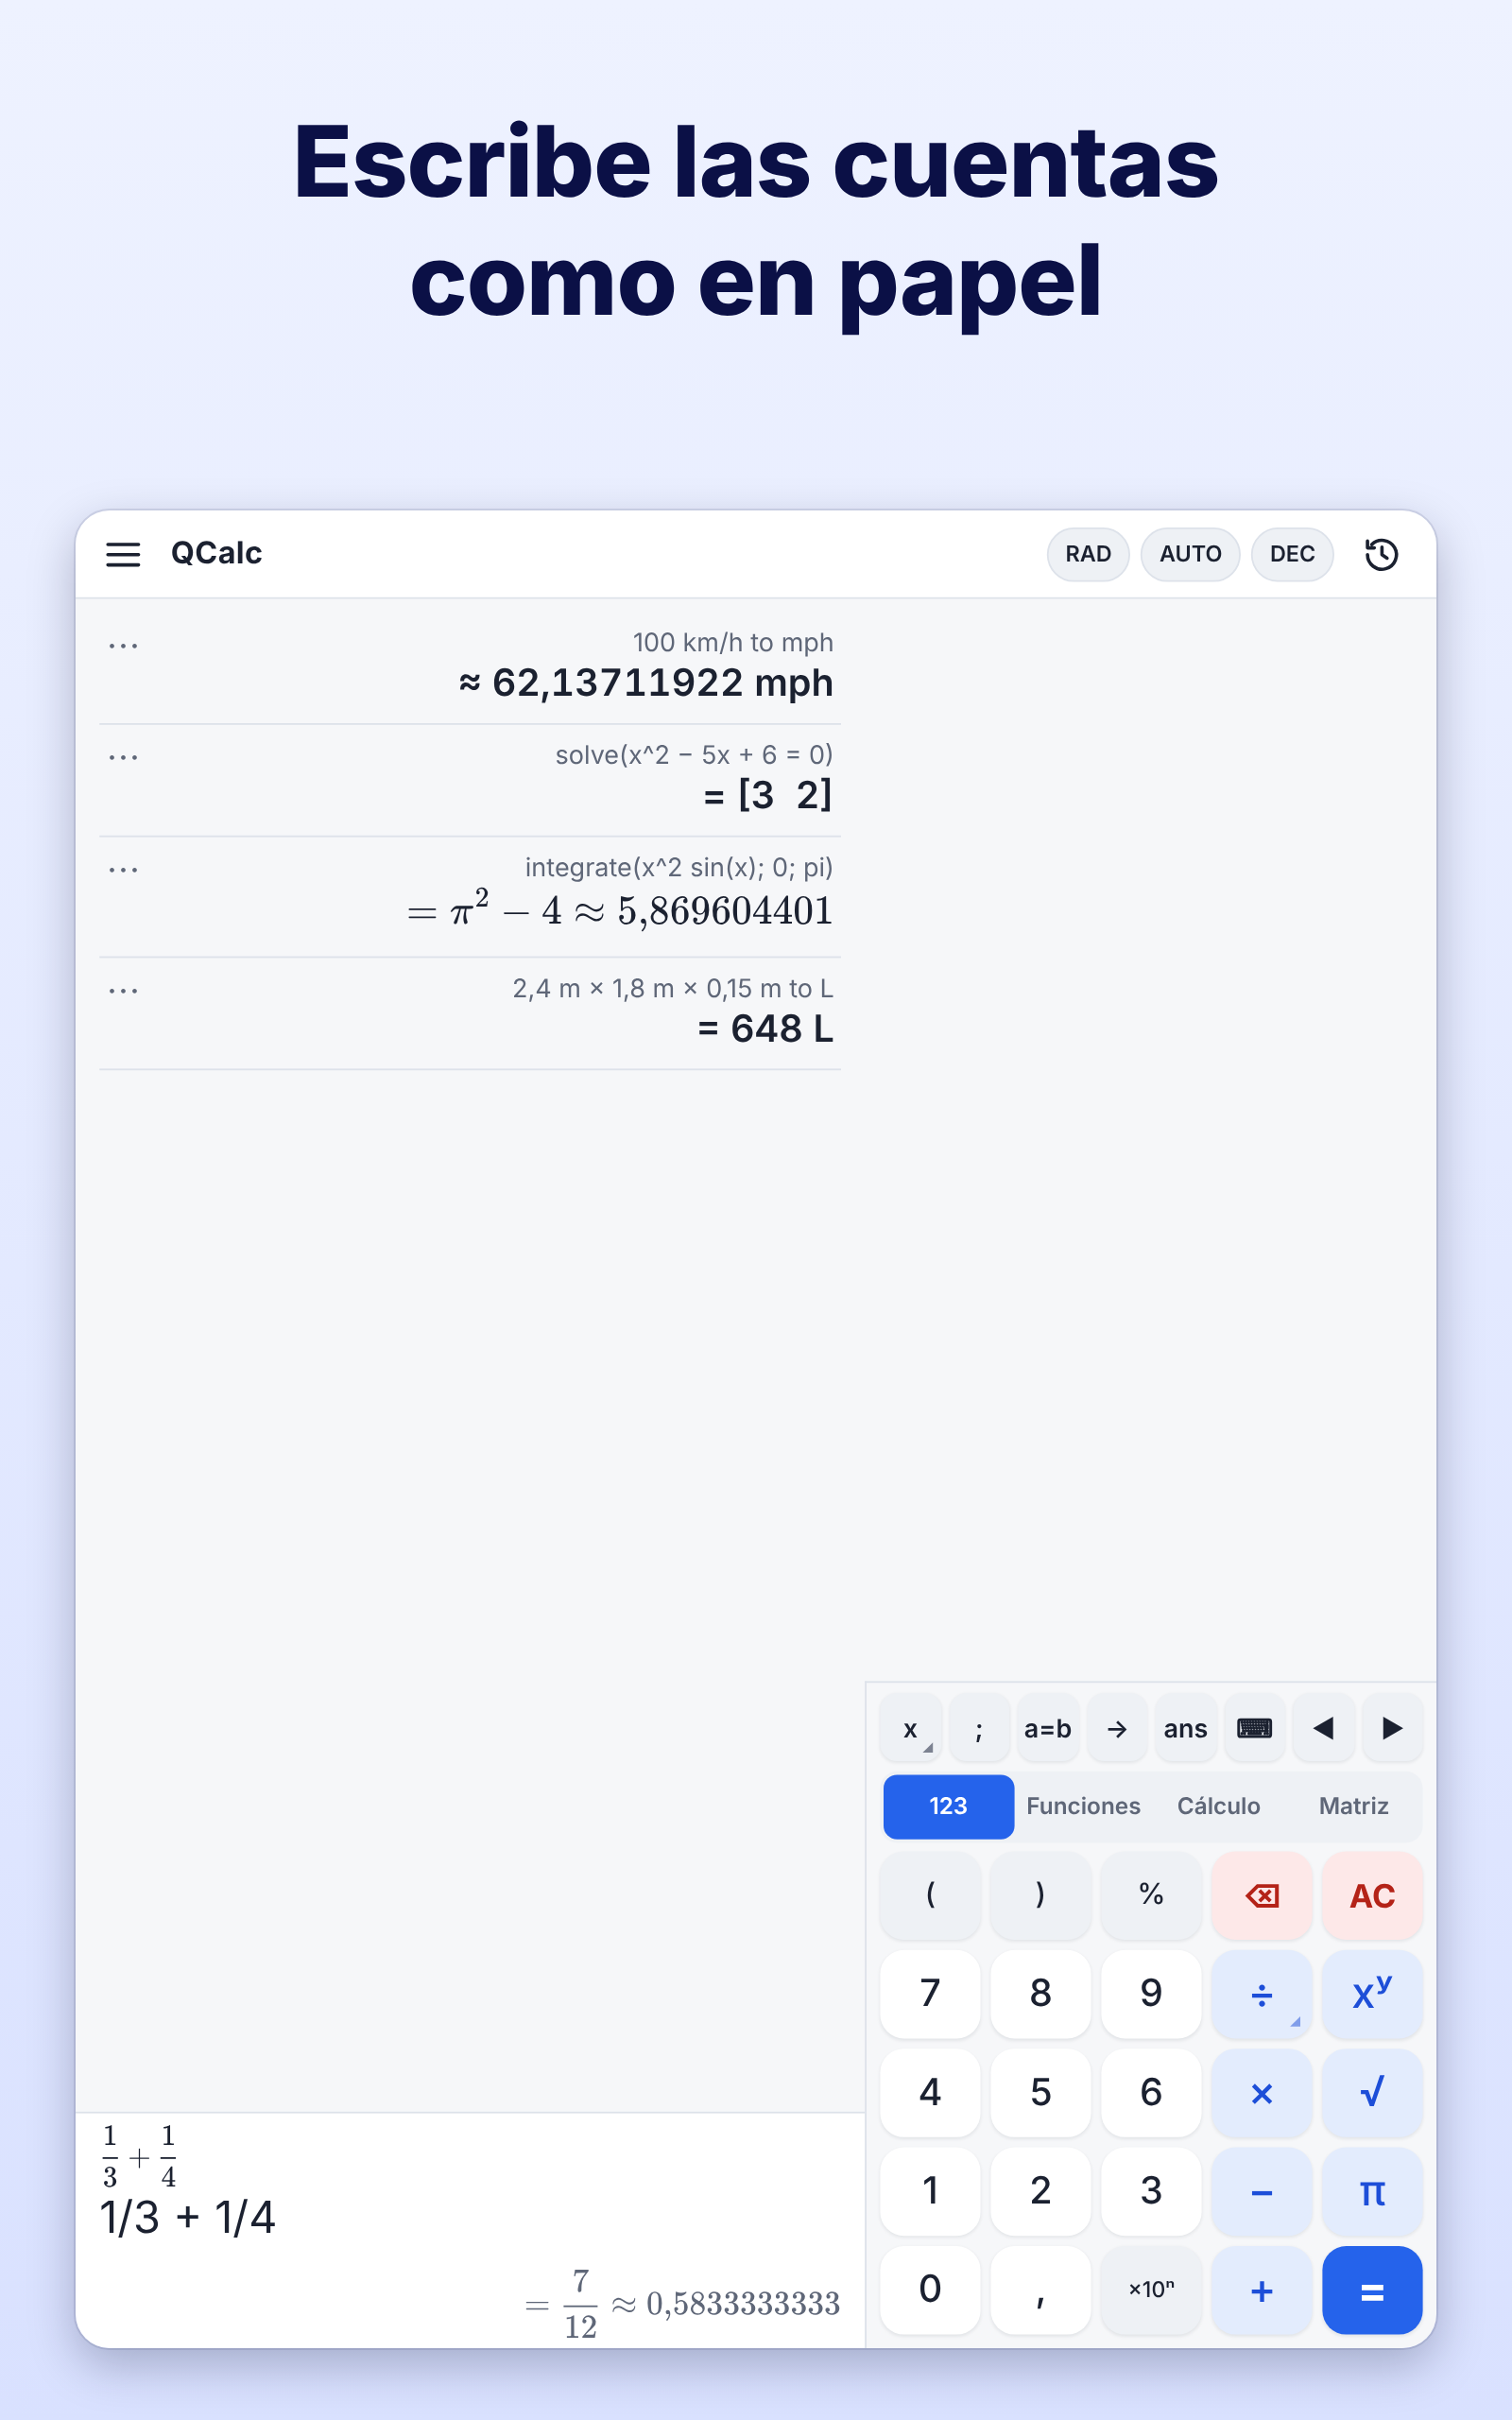 Escribe las cuentas
como en papel
QCalc
RAD AUTO DEC
...
100 km/h to mph
≈ 62,13711922 mph
...
solve(x^2 − 5x + 6 = 0)
= [3 2]
...
integrate(x^2 sin(x); 0; pi)
= π² − 4 ≈ 5,869604401
...
2,4 m × 1,8 m × 0,15 m to L
= 648 L
1/3 + 1/4
1/3 + 1/4
= 7/12 ≈ 0,5833333333
x ; a=b → ans ⌨ ◀ ▶
123 Funciones Cálculo Matriz
( ) % ⌫ AC
7 8 9 ÷ xʸ
4 5 6 × √
1 2 3 − π
0 , ×10ⁿ + =